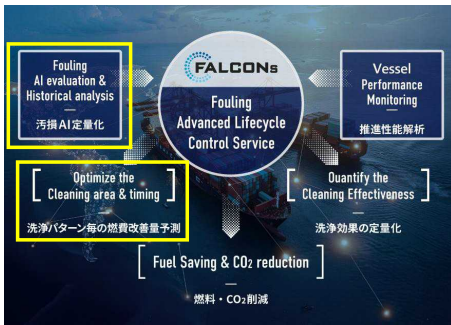 Fouling
AI evaluation &
Historical analysis
汚損AI定量化
FALCONs
Fouling
Advanced Lifecycle
Control Service
Vessel
Performance
Monitoring
推進性能解析
Optimize the
Cleaning area & timing
洗浄パターン毎の燃費改善量予測
Quantify the
Cleaning Effectiveness
洗浄効果の定量化
Fuel Saving & CO2 reduction
燃料・CO2削減